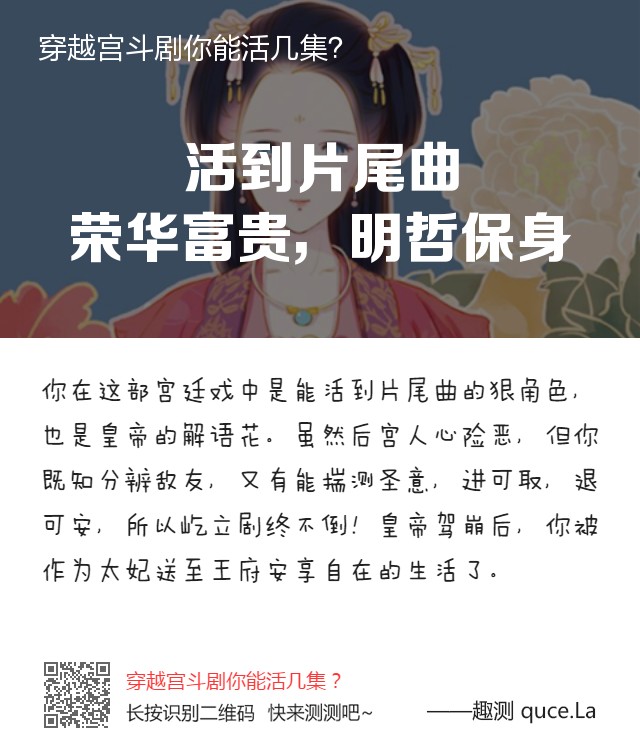 穿越宫斗剧你能活几集？
活到片尾曲
荣华富贵，明哲保身
你在这部宫廷戏中是能活到片尾曲的狠角色，
也是皇帝的解语花。虽然后宫人心险恶，但你
既知分辨敌友，又有能揣测圣意，进可取，退
可安，所以屹立剧终不倒！皇帝驾崩后，你被
作为太妃送至王府安享自在的生活了。
穿越宫斗剧你能活几集？
长按识别二维码 快来测测吧~
——趣测 quce.La